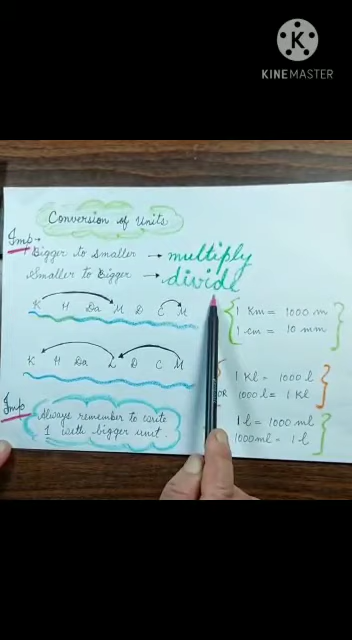 K
KINEMASTER
Conversion of Units
Imp →
Bigger to Smaller → multiply
Smaller to Bigger → divide
K H Da M D C M
1 Km = 1000 m
1 cm = 10 mm
K H Da L D C M
1 Kl = 1000 l
OR 1000 l = 1 Kl
1 l = 1000 ml
1000ml = 1 l
Imp
Always remember to write
1 with bigger unit.